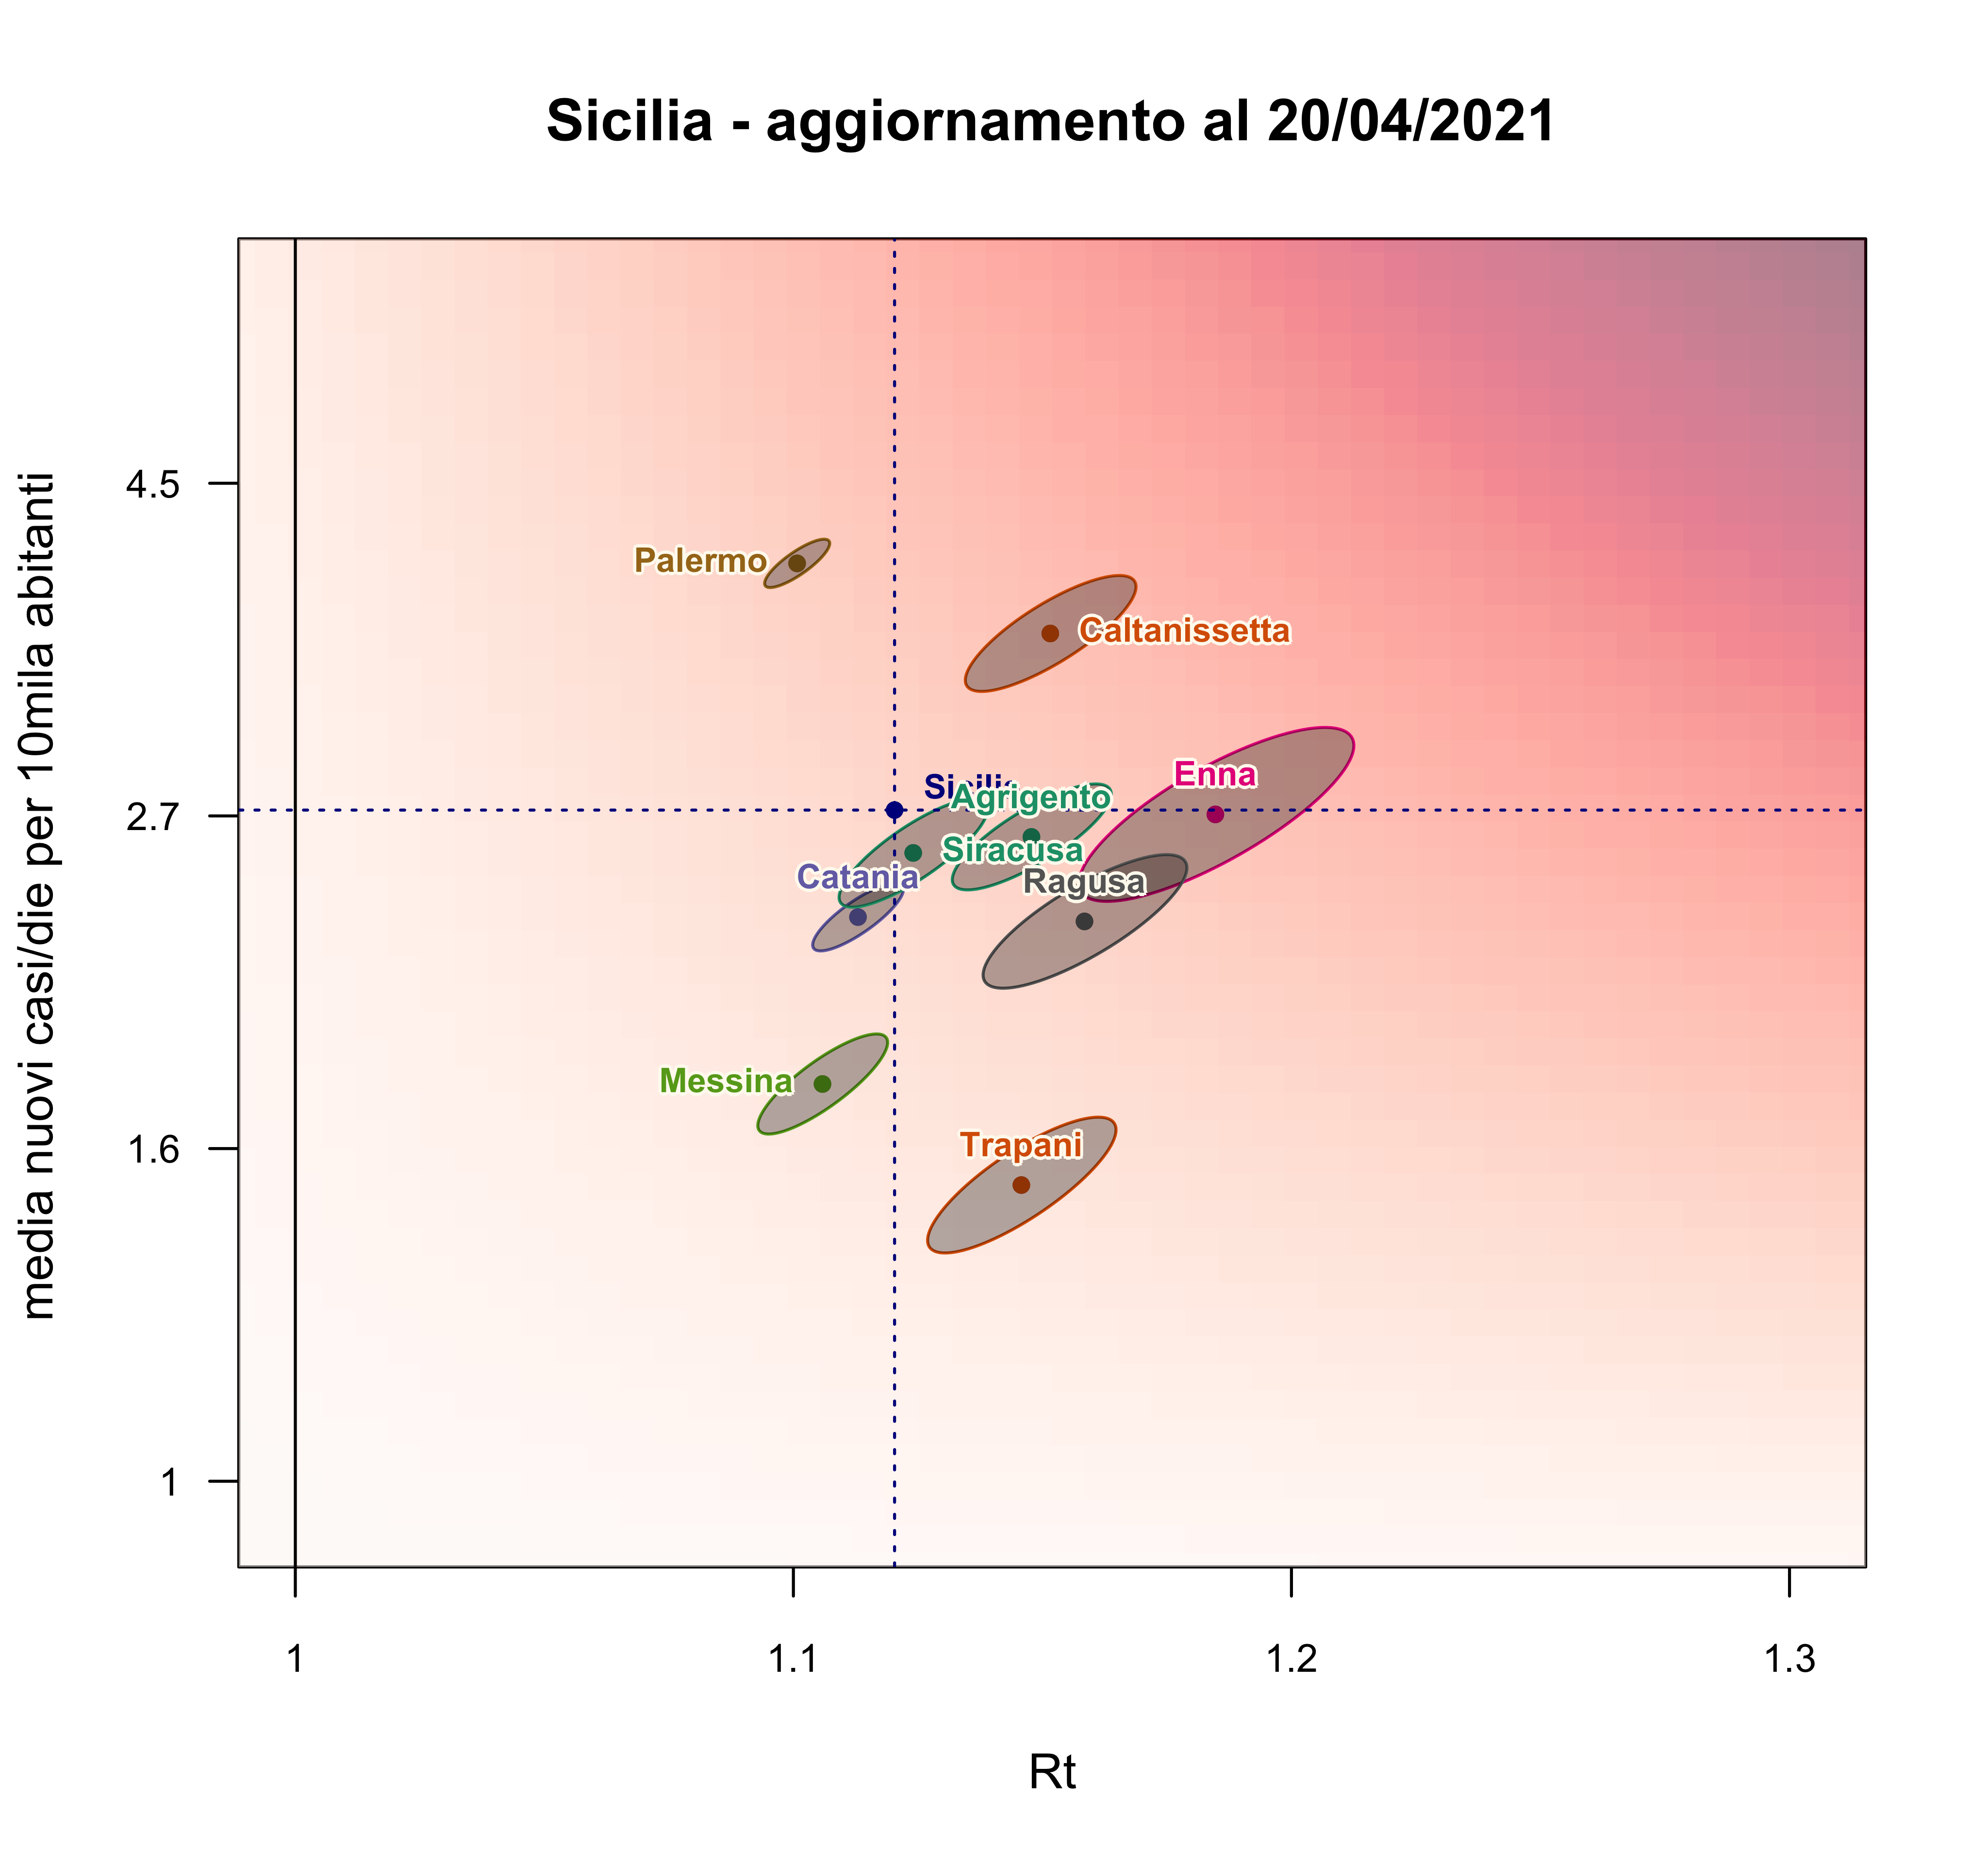 Sicilia - aggiornamento al 20/04/2021
media nuovi casi/die per 10mila abitanti
4.5
2.7
1.6
1
Palermo
Caltanissetta
Enna
Sicilia
Agrigento
Siracusa
Catania
Ragusa
Messina
Trapani
1 1.1 1.2 1.3
Rt